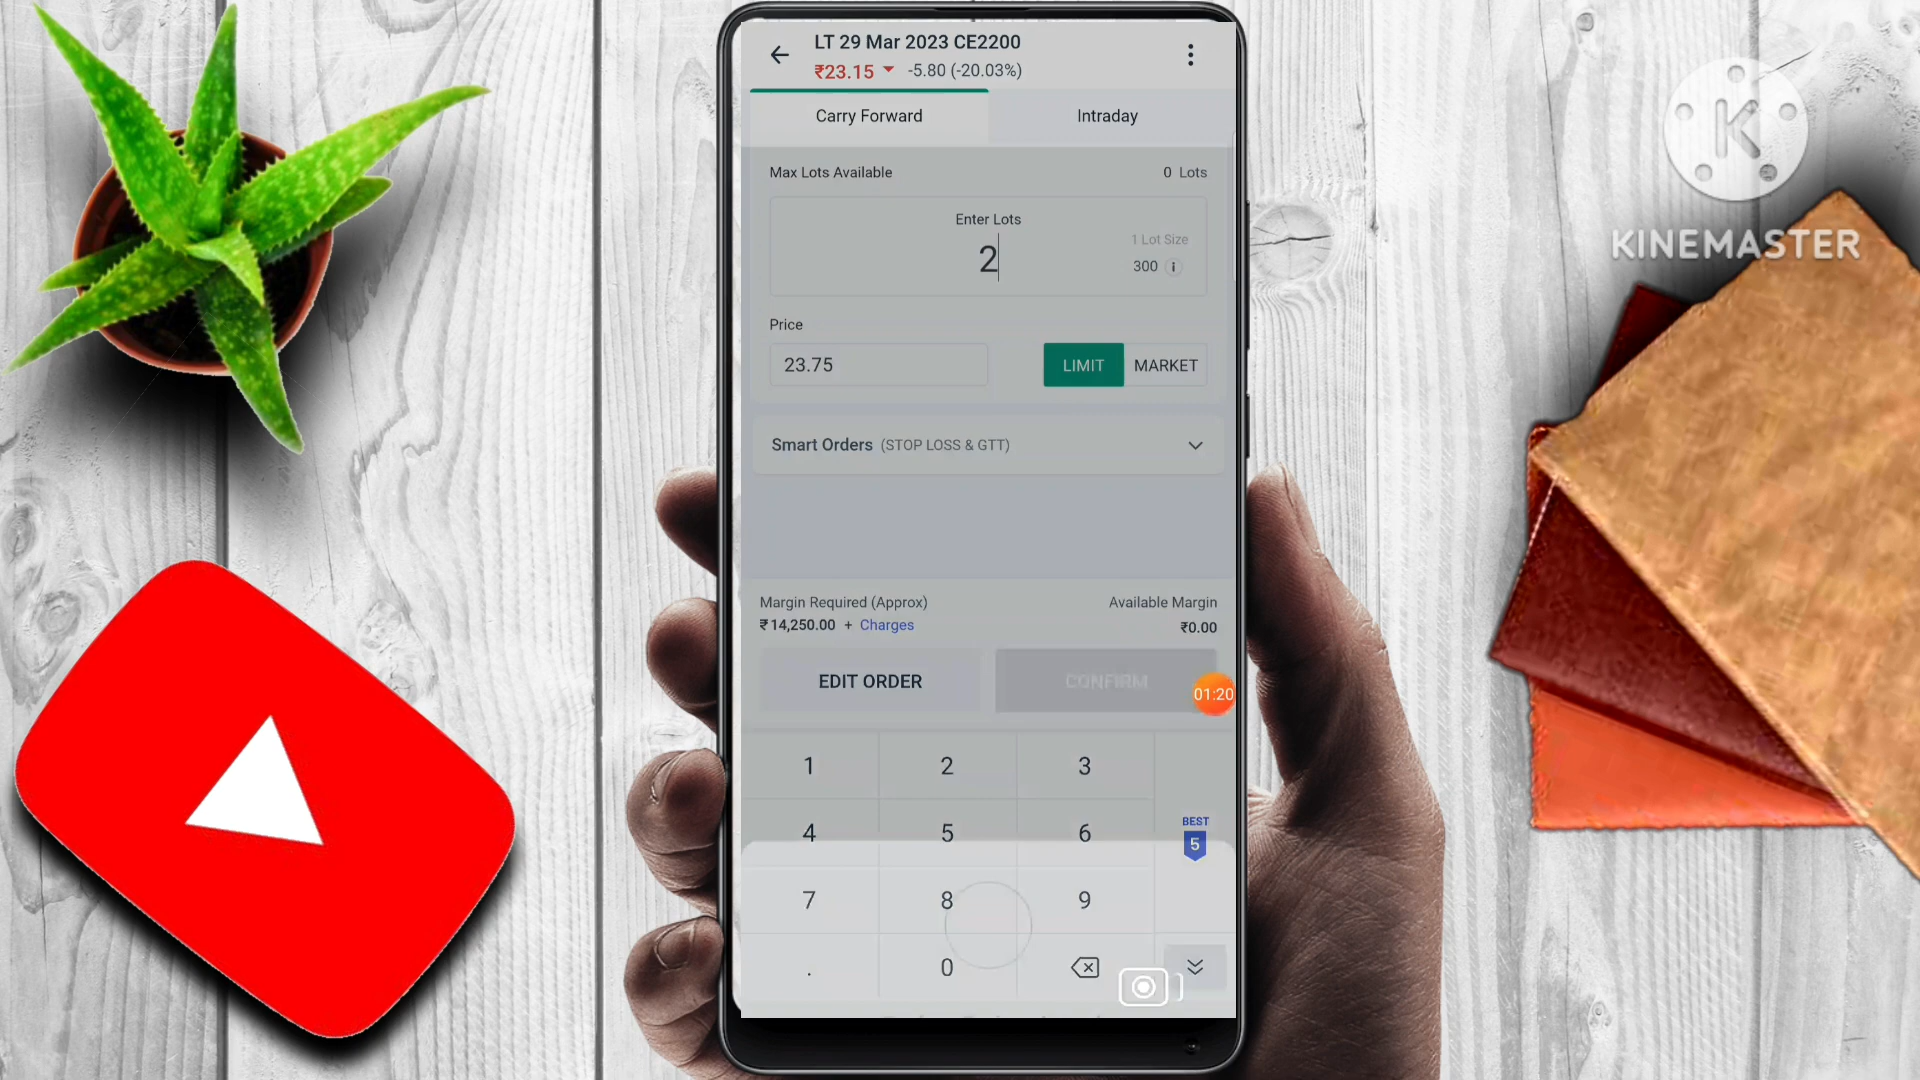 LT 29 Mar 2023 CE2200
₹23.15 -5.80 (-20.03%)
Carry Forward Intraday
Max Lots Available 0 Lots
Enter Lots
2
1 Lot Size
300
Price
23.75 LIMIT MARKET
Smart Orders (STOP LOSS & GTT)
Margin Required (Approx) Available Margin
₹14,250.00 + Charges ₹0.00
EDIT ORDER CONFIRM
01:20
1 2 3
4 5 6
BEST
5
7 8 9
. 0
K
KINEMASTER